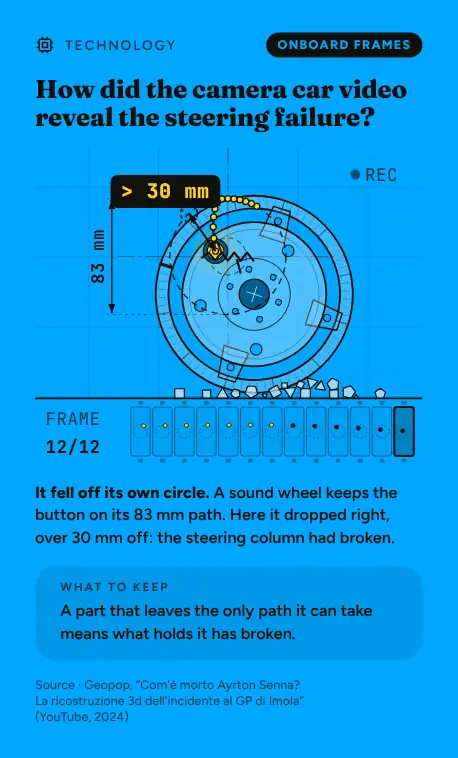 TECHNOLOGY
ONBOARD FRAMES
How did the camera car video
reveal the steering failure?
REC
> 30 mm
83 mm
FRAME
12/12
It fell off its own circle. A sound wheel keeps the
button on its 83 mm path. Here it dropped right,
over 30 mm off: the steering column had broken.
WHAT TO KEEP
A part that leaves the only path it can take
means what holds it has broken.
Source · Geopop, “Com'è morto Ayrton Senna?
La ricostruzione 3d dell'incidente al GP di Imola”
(YouTube, 2024)